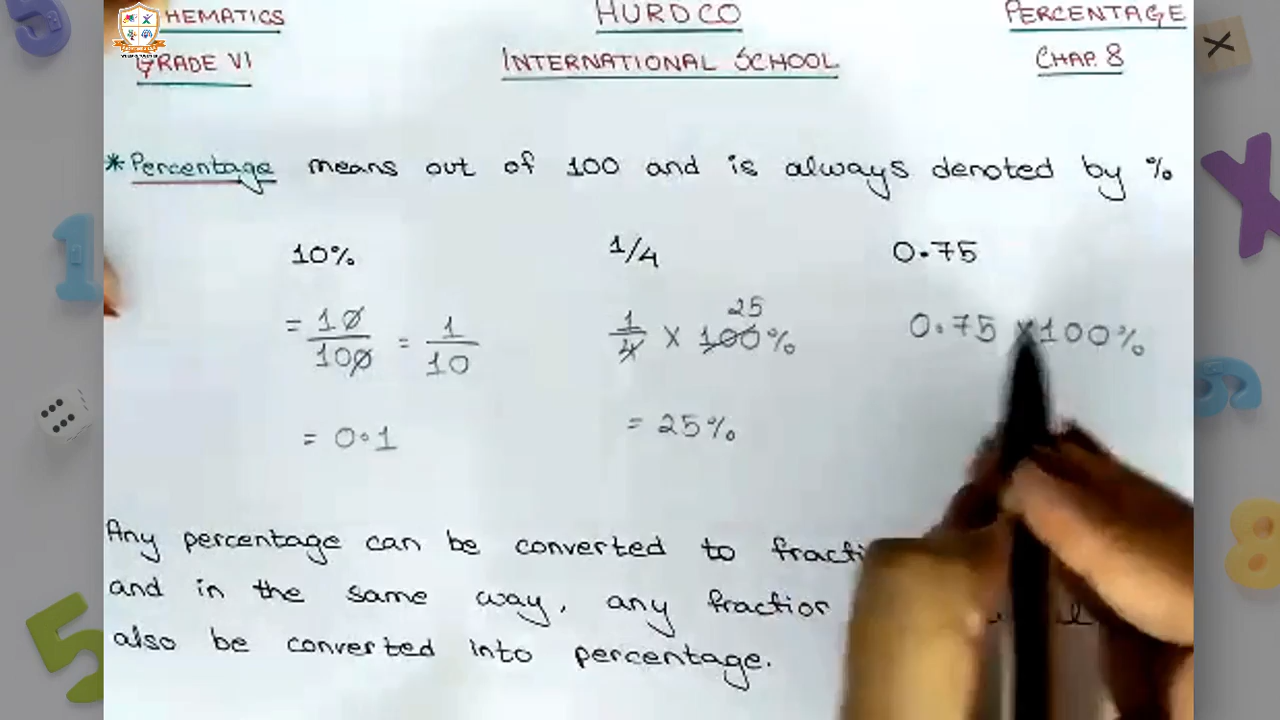 HEMATICS HURDCO PERCENTAGE
GRADE VI INTERNATIONAL SCHOOL CHAP. 8
* Percentage means out of 100 and is always denoted by %
10% 1/4 0.75
= 10/100 = 1/10
1/4 × 100% 25
0.75 × 100%
= 0.1 = 25%
Any percentage can be converted to fracti
and in the same way, any fraction
also be converted into percentage.